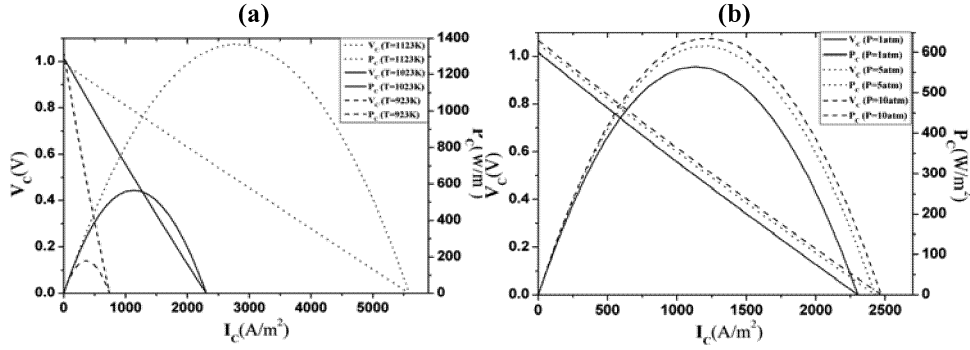 (a)
V_C (T=1123K)
P_C (T=1123K)
V_C (T=1023K)
P_C (T=1023K)
V_C (T=923K)
P_C (T=923K)
1.0
0.8
0.6
0.4
0.2
0.0
V_C(V)
0 1000 2000 3000 4000 5000
I_C(A/m²)
1400
1200
1000
800
600
400
200
0
(W/m²)
(b)
V_C (P=1atm)
P_C (P=1atm)
V_C (P=5atm)
P_C (P=5atm)
V_C (P=10atm)
P_C (P=10atm)
1.0
0.8
0.6
0.4
0.2
0.0
V_C(V)
0 500 1000 1500 2000 2500
I_C(A/m²)
600
500
400
300
200
100
0
P_C(W/m²)